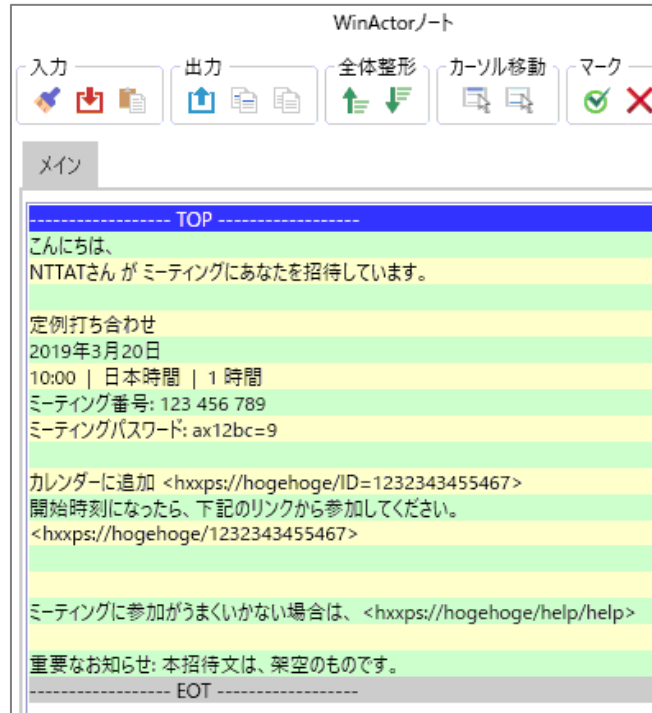 WinActorノート
入力 出力 全体整形 カーソル移動 マーク
メイン
------------------ TOP ------------------
こんにちは、
NTTATさん が ミーティングにあなたを招待しています。
定例打ち合わせ
2019年3月20日
10:00 | 日本時間 | 1 時間
ミーティング番号: 123 456 789
ミーティングパスワード: ax12bc=9
カレンダーに追加 <hxxps://hogehoge/ID=1232343455467>
開始時刻になったら、下記のリンクから参加してください。
<hxxps://hogehoge/1232343455467>
ミーティングに参加がうまくいかない場合は、 <hxxps://hogehoge/help/help>
重要なお知らせ: 本招待文は、架空のものです。
------------------ EOT ------------------